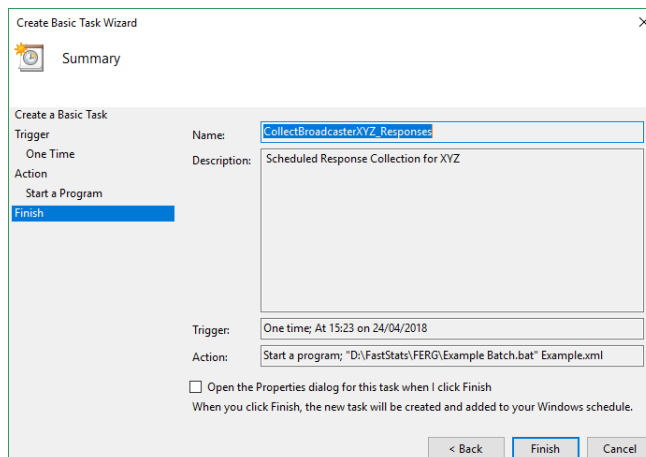 Create Basic Task Wizard
Summary
Create a Basic Task
Trigger
One Time
Action
Start a Program
Finish
Name: CollectBroadcasterXYZ_Responses
Description: Scheduled Response Collection for XYZ
Trigger: One time; At 15:23 on 24/04/2018
Action: Start a program; "D:\FastStats\FERG\Example Batch.bat" Example.xml
Open the Properties dialog for this task when I click Finish
When you click Finish, the new task will be created and added to your Windows schedule.
< Back Finish Cancel